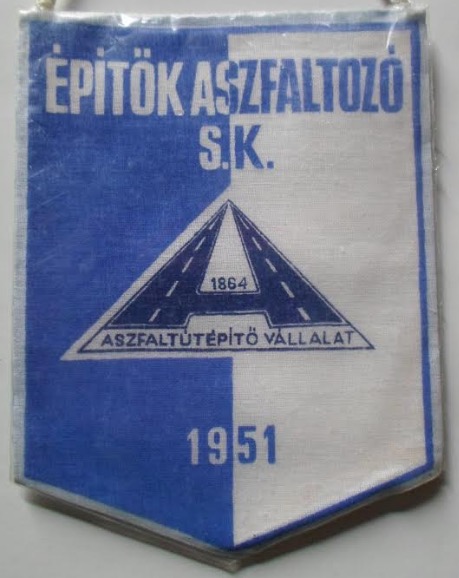 ÉPÍTŐK ASZFALTOZÓ
S.K.
1864
ASZFALTÚTÉPÍTŐ VÁLLALAT
1951